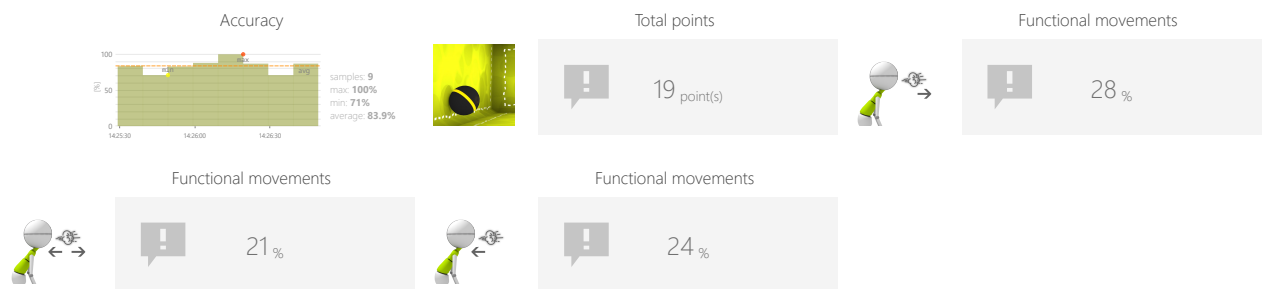 Accuracy
Total points
Functional movements
100
50
0
[%]
min
max
avg
14:25:30
14:26:00
14:26:30
samples: 9
max: 100%
min: 71%
average: 83.9%
19 point(s)
28 %
Functional movements
Functional movements
21 %
24 %